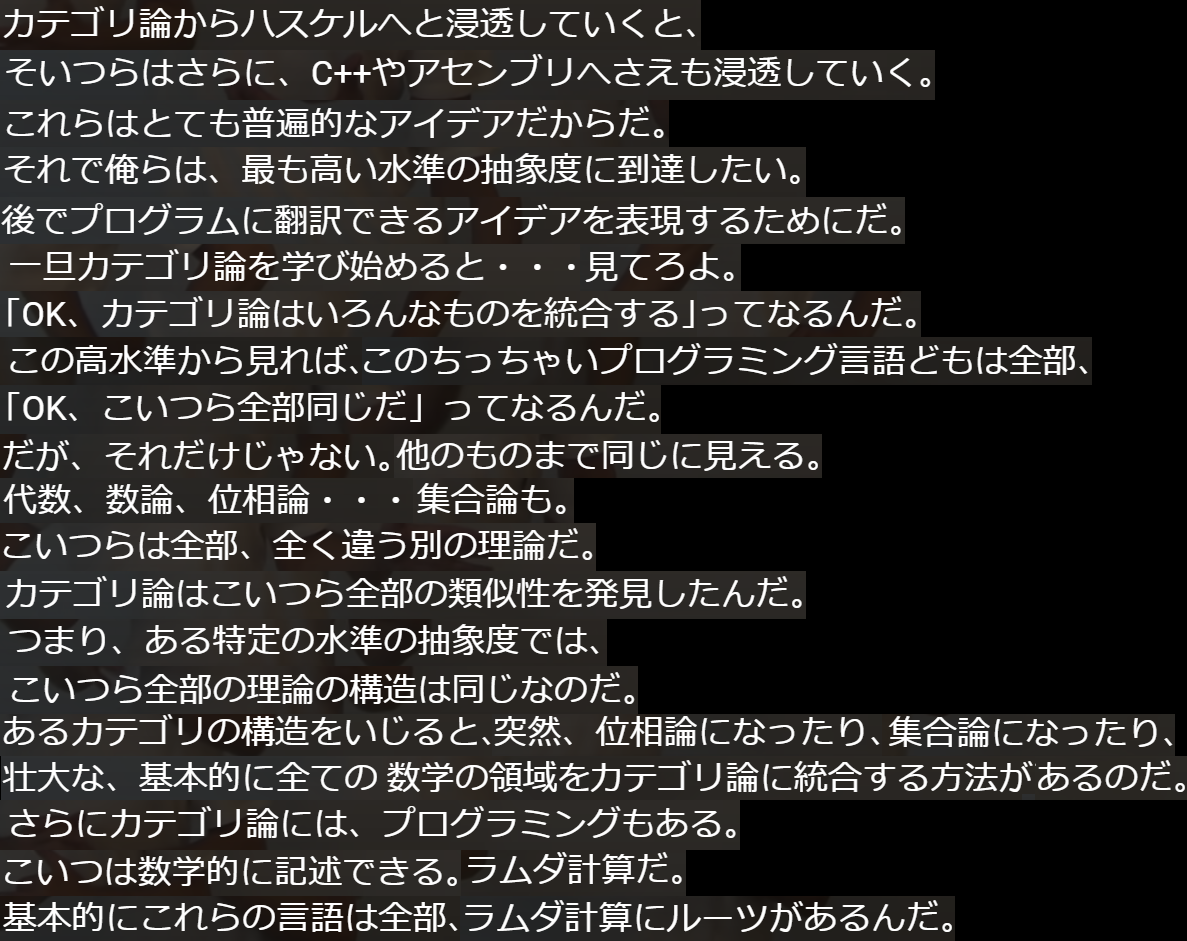 カテゴリ論からハスケルへと浸透していくと、
そいつらはさらに、C++やアセンブリへさえも浸透していく。
これらはとても普遍的なアイデアだからだ。
それで俺らは、最も高い水準の抽象度に到達したい。
後でプログラムに翻訳できるアイデアを表現するためにだ。
一旦カテゴリ論を学び始めると・・・見てろよ。
「OK、カテゴリ論はいろんなものを統合する」ってなるんだ。
この高水準から見れば、このちっちゃいプログラミング言語どもは全部、
「OK、こいつら全部同じだ」ってなるんだ。
だが、それだけじゃない。他のものまで同じに見える。
代数、数論、位相論・・・ 集合論も。
こいつらは全部、全く違う別の理論だ。
カテゴリ論はこいつら全部の類似性を発見したんだ。
つまり、ある特定の水準の抽象度では、
こいつら全部の理論の構造は同じなのだ。
あるカテゴリの構造をいじると、突然、位相論になったり、集合論になったり、
壮大な、基本的に全ての 数学の領域をカテゴリ論に統合する方法があるのだ。
さらにカテゴリ論には、プログラミングもある。
こいつは数学的に記述できる。ラムダ計算だ。
基本的にこれらの言語は全部、ラムダ計算にルーツがあるんだ。